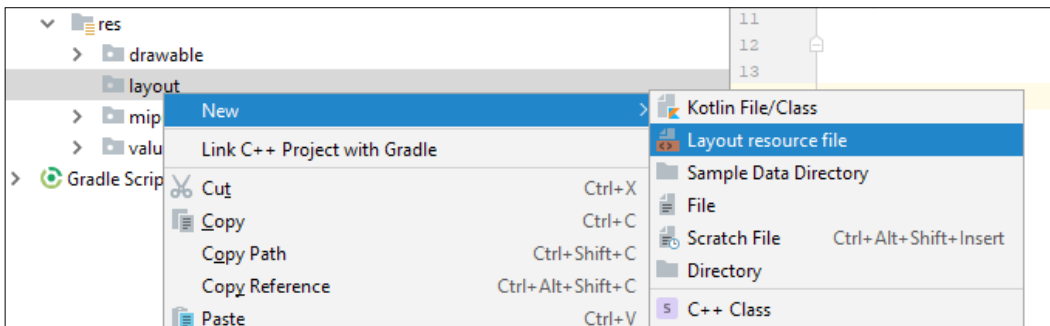 res
11
drawable
12
layout
13
mip
New
Kotlin File/Class
valu
Link C++ Project with Gradle
Layout resource file
Gradle Scrip
Cut Ctrl+X
Sample Data Directory
Copy Ctrl+C
File
Copy Path Ctrl+Shift+C
Scratch File Ctrl+Alt+Shift+Insert
Copy Reference Ctrl+Alt+Shift+C
Directory
Paste Ctrl+V
S C++ Class